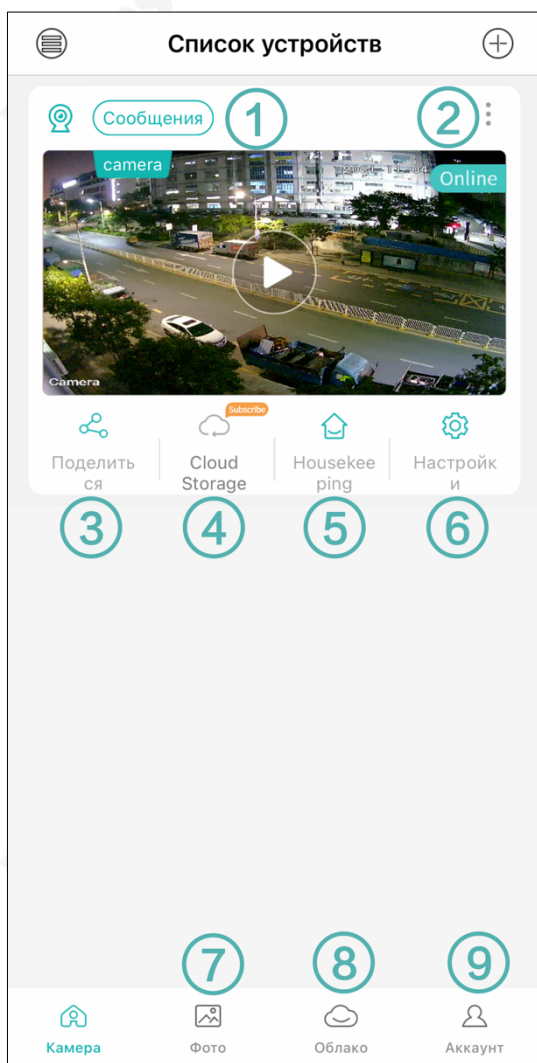 Список устройств
Сообщения
1
2
camera
Online
Camera
Subscribe
Поделить
ся
Cloud
Storage
Housekee
ping
Настройк
и
3
4
5
6
7
8
9
Камера
Фото
Облако
Аккаунт